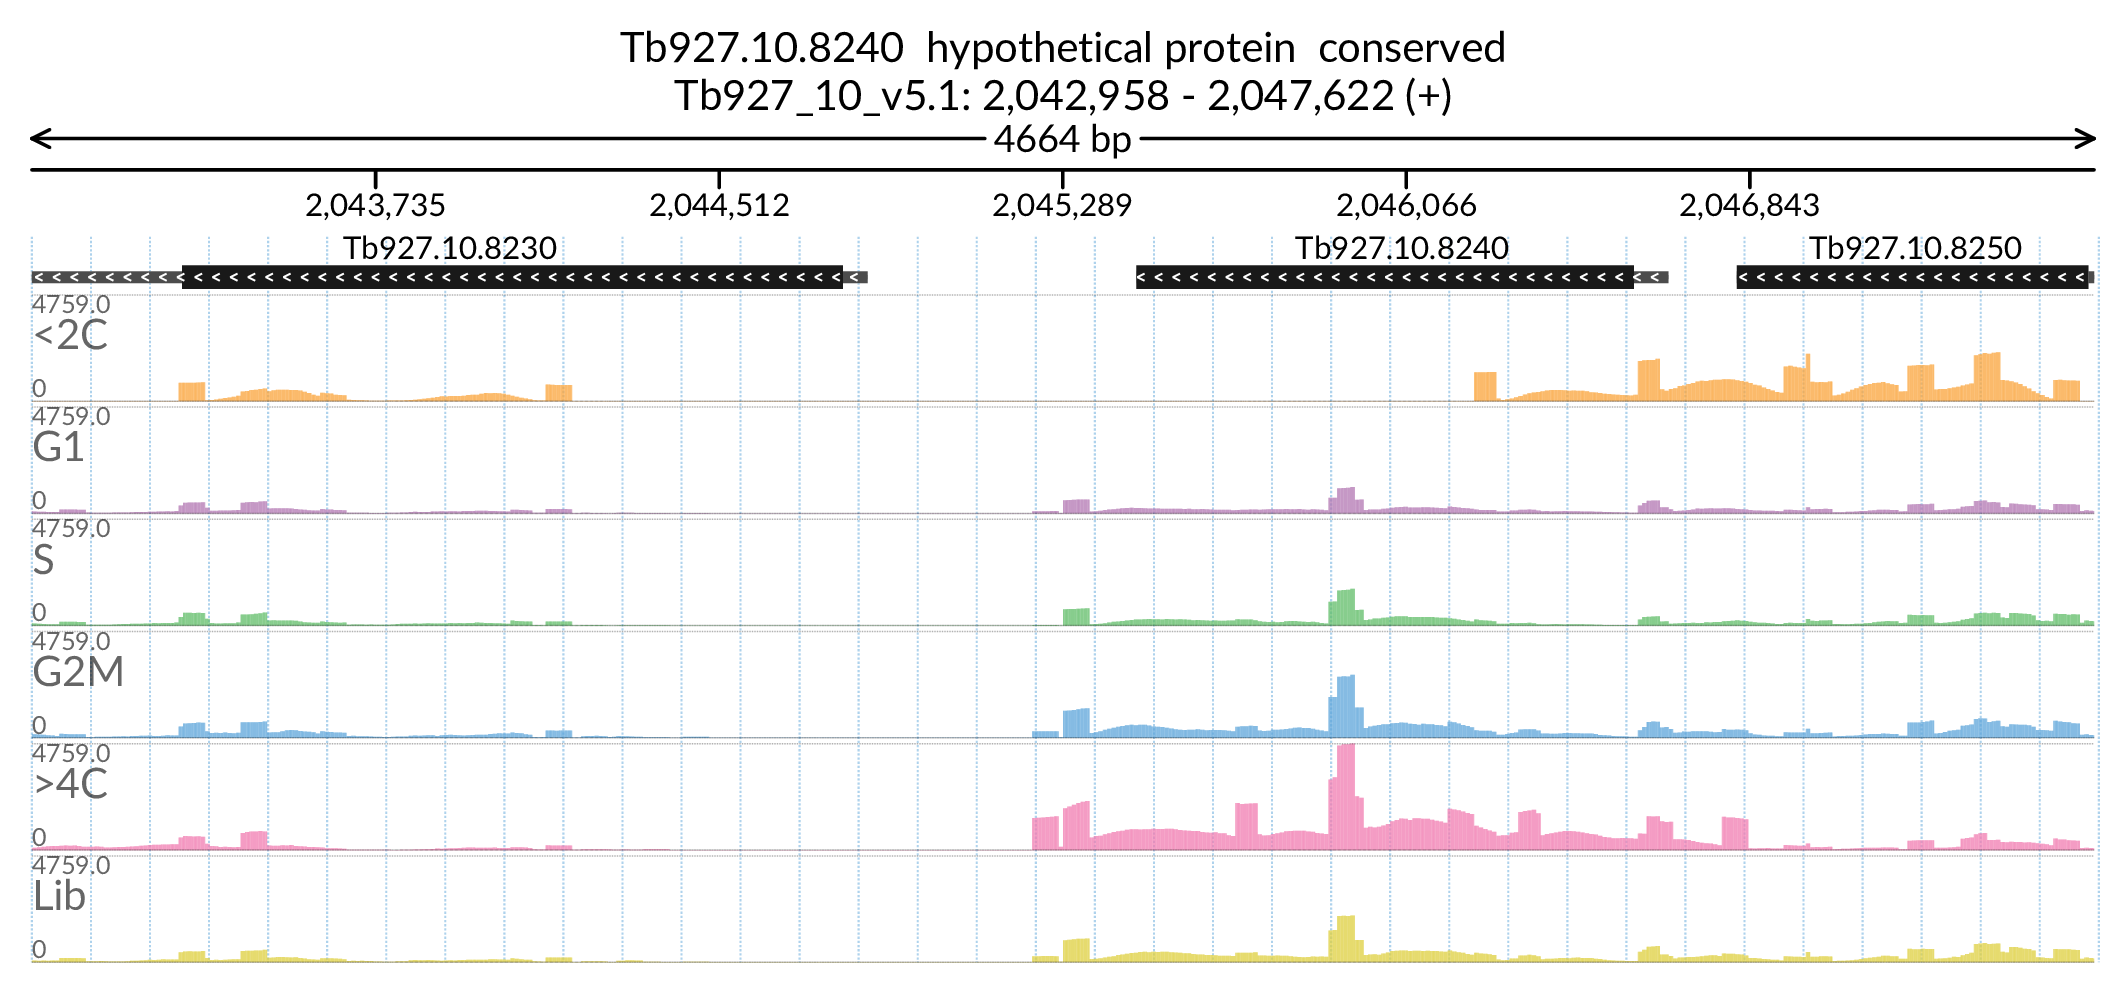 Tb927.10.8240 hypothetical protein conserved
Tb927_10_v5.1: 2,042,958 - 2,047,622 (+)
4664 bp
2,043,735 2,044,512 2,045,289 2,046,066 2,046,843
Tb927.10.8230 Tb927.10.8240 Tb927.10.8250
4759.0
<2C
0
4759.0
G1
0
4759.0
S
0
4759.0
G2M
0
4759.0
>4C
0
4759.0
Lib
0